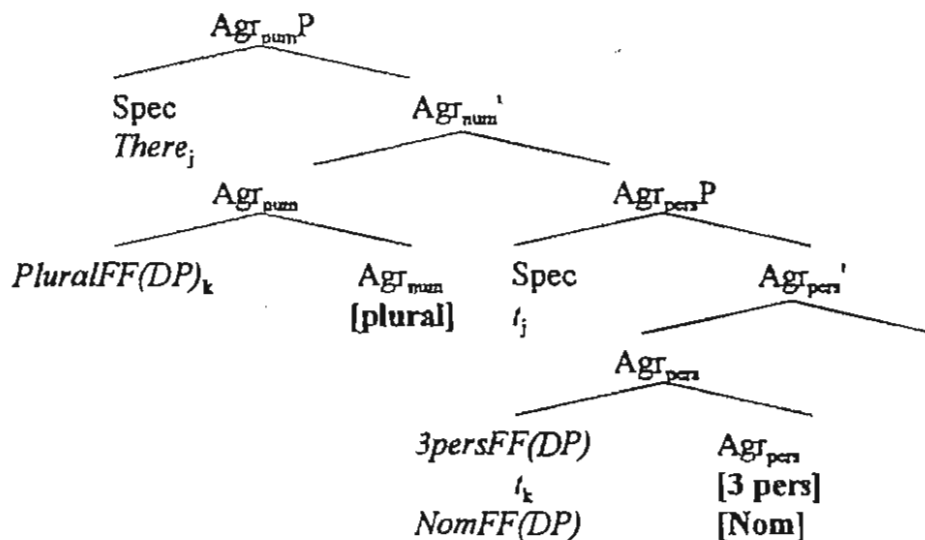 AgrnumP
Spec Agrnum'
Therej
Agrnum AgrpersP
PluralFF(DP)k Agrnum Spec Agrpers'
[plural] tj
Agrpers
3persFF(DP) Agrpers
tk [3 pers]
NomFF(DP) [Nom]